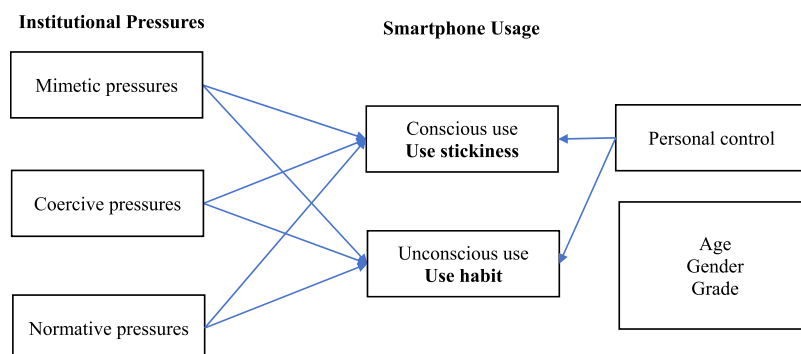 Institutional Pressures
Smartphone Usage
Mimetic pressures
Conscious use
Use stickiness
Personal control
Coercive pressures
Unconscious use
Use habit
Age
Gender
Grade
Normative pressures